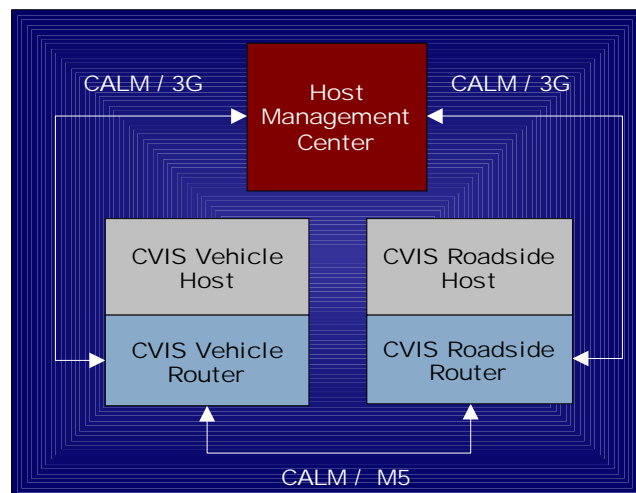 CALM / 3G
CALM / 3G
Host
Management
Center
CVIS Vehicle
Host
CVIS Roadside
Host
CVIS Vehicle
Router
CVIS Roadside
Router
CALM / M5